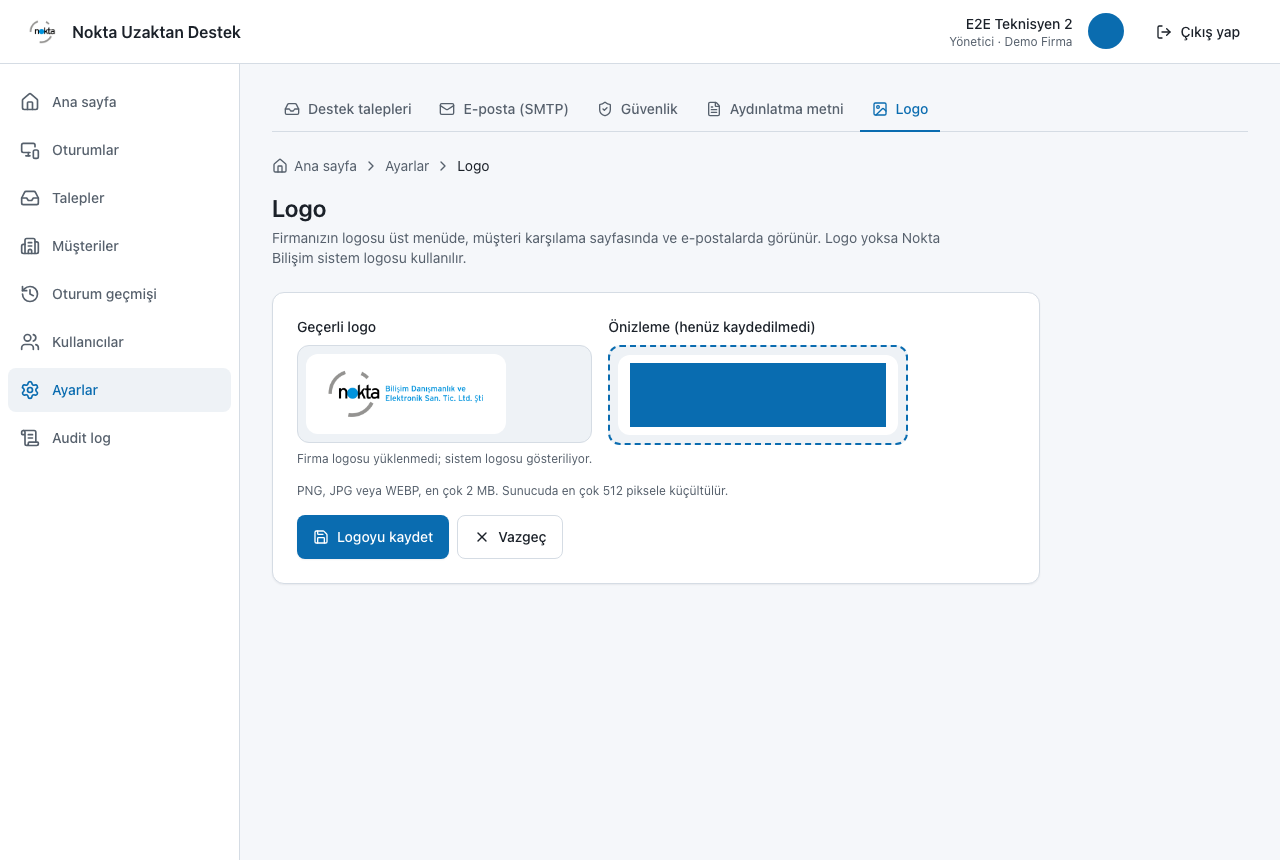 nokta
Nokta Uzaktan Destek
E2E Teknisyen 2
Yönetici · Demo Firma
Çıkış yap
Ana sayfa
Oturumlar
Talepler
Müşteriler
Oturum geçmişi
Kullanıcılar
Ayarlar
Audit log
Destek talepleri
E-posta (SMTP)
Güvenlik
Aydınlatma metni
Logo
Ana sayfa > Ayarlar > Logo
Logo
Firmanızın logosu üst menüde, müşteri karşılama sayfasında ve e-postalarda görünür. Logo yoksa Nokta
Bilişim sistem logosu kullanılır.
Geçerli logo
nokta
Bilişim Danışmanlık ve
Elektronik San. Tic. Ltd. Şti
Firma logosu yüklenmedi; sistem logosu gösteriliyor.
Önizleme (henüz kaydedilmedi)
PNG, JPG veya WEBP, en çok 2 MB. Sunucuda en çok 512 piksele küçültülür.
Logoyu kaydet
Vazgeç